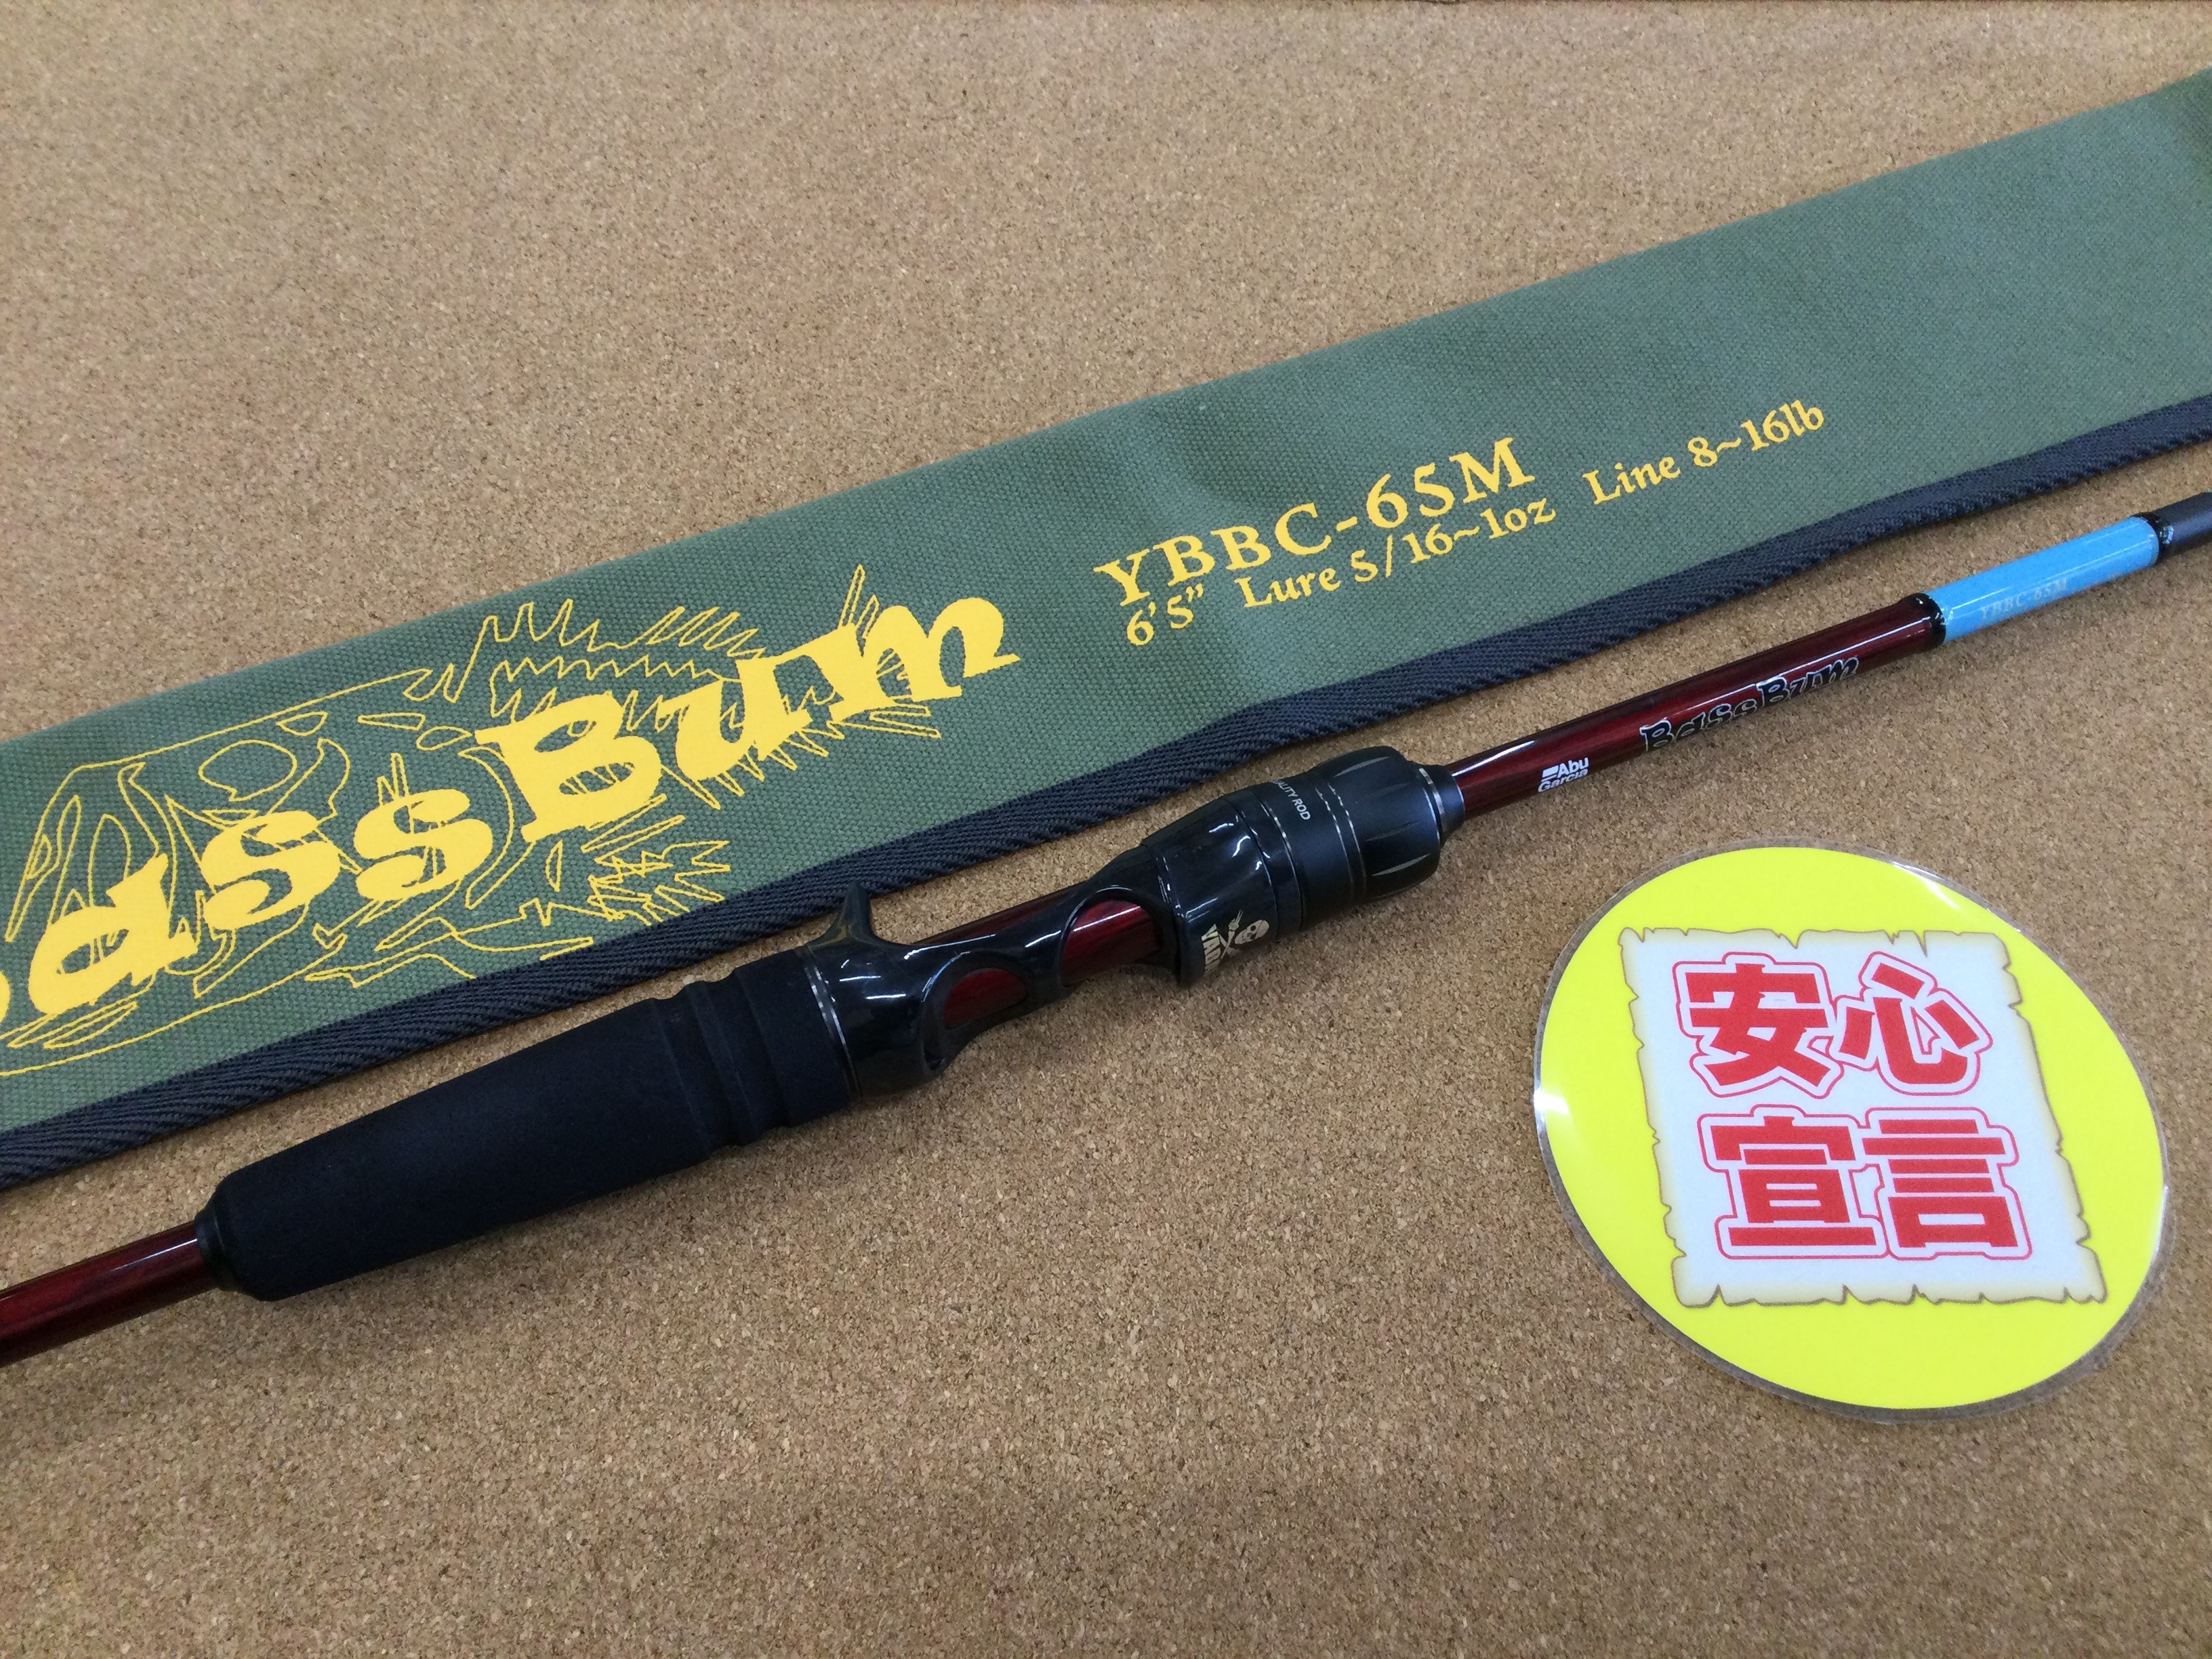 BassBum
YBBC-65M
6'5" Lure 5/16~1oz Line 8~16lb
YBBC-65M
BassBum
Abu
Garcia
ROD
安心
宣言